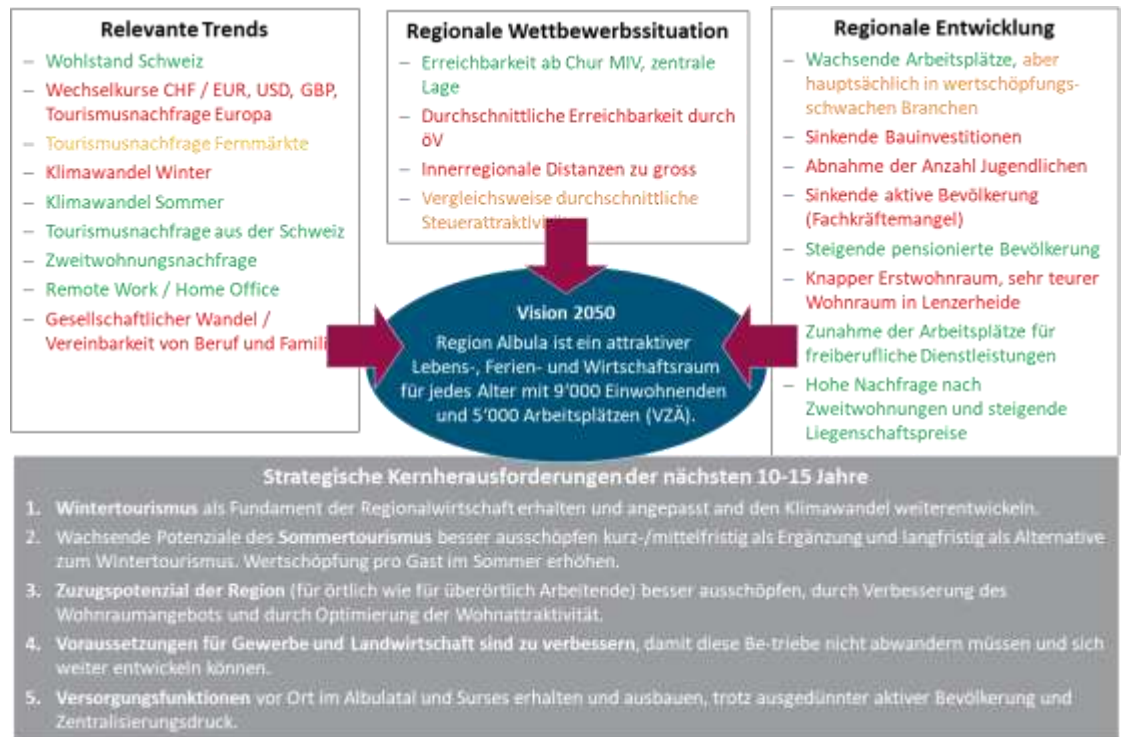 Relevante Trends
– Wohlstand Schweiz
– Wechselkurse CHF / EUR, USD, GBP,
Tourismusnachfrage Europa
– Tourismusnachfrage Fernmärkte
– Klimawandel Winter
– Klimawandel Sommer
– Tourismusnachfrage aus der Schweiz
– Zweitwohnungsnachfrage
– Remote Work / Home Office
– Gesellschaftlicher Wandel /
Vereinbarkeit von Beruf und Famili
Regionale Wettbewerbssituation
– Erreichbarkeit ab Chur MIV, zentrale
Lage
– Durchschnittliche Erreichbarkeit durch
öV
– Innerregionale Distanzen zu gross
– Vergleichsweise durchschnittliche
Regionale Entwicklung
– Wachsende Arbeitsplätze, aber
hauptsächlich in wertschöpfungs-
schwachen Branchen
– Sinkende Bauinvestitionen
– Abnahme der Anzahl Jugendlichen
– Sinkende aktive Bevölkerung
(Fachkräftemangel)
– Steigende pensionierte Bevölkerung
– Knapper Erstwohnraum, sehr teurer
Wohnraum in Lenzerheide
– Zunahme der Arbeitsplätze für
freiberufliche Dienstleistungen
– Hohe Nachfrage nach
Zweitwohnungen und steigende
Liegenschaftspreise
Vision 2050
Region Albula ist ein attraktiver
Lebens-, Ferien- und Wirtschaftsraum
für jedes Alter mit 9'000 Einwohnenden
und 5'000 Arbeitsplätzen (VZÄ).
Strategische Kernherausforderungen der nächsten 10-15 Jahre
1. Wintertourismus als Fundament der Regionalwirtschaft erhalten und angepasst and den Klimawandel weiterentwickeln.
2. Wachsende Potenziale des Sommertourismus besser ausschöpfen kurz-/mittelfristig als Ergänzung und langfristig als Alternative
zum Wintertourismus. Wertschöpfung pro Gast im Sommer erhöhen.
3. Zuzugspotenzial der Region (für örtlich wie für überörtlich Arbeitende) besser ausschöpfen, durch Verbesserung des
Wohnraumangebots und durch Optimierung der Wohnattraktivität.
4. Voraussetzungen für Gewerbe und Landwirtschaft sind zu verbessern, damit diese Be-triebe nicht abwandern müssen und sich
weiter entwickeln können.
5. Versorgungsfunktionen vor Ort im Albulatal und Surses erhalten und ausbauen, trotz ausgedünnter aktiver Bevölkerung und
Zentralisierungsdruck.